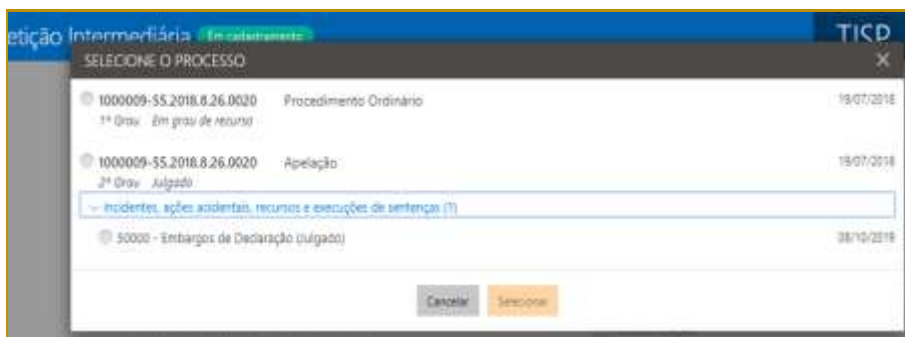 etição Intermediária Em cadastramento
TJSP
SELECIONE O PROCESSO
1000009-55.2018.8.26.0020 Procedimento Ordinário 19/07/2018
1º Grau Em grau de recurso
1000009-55.2018.8.26.0020 Apelação 19/07/2018
2º Grau Julgado
Incidentes, ações acidentais, recursos e execuções de sentenças (1)
50000 - Embargos de Declaração (Julgado) 08/10/2019
Cancelar Selecionar